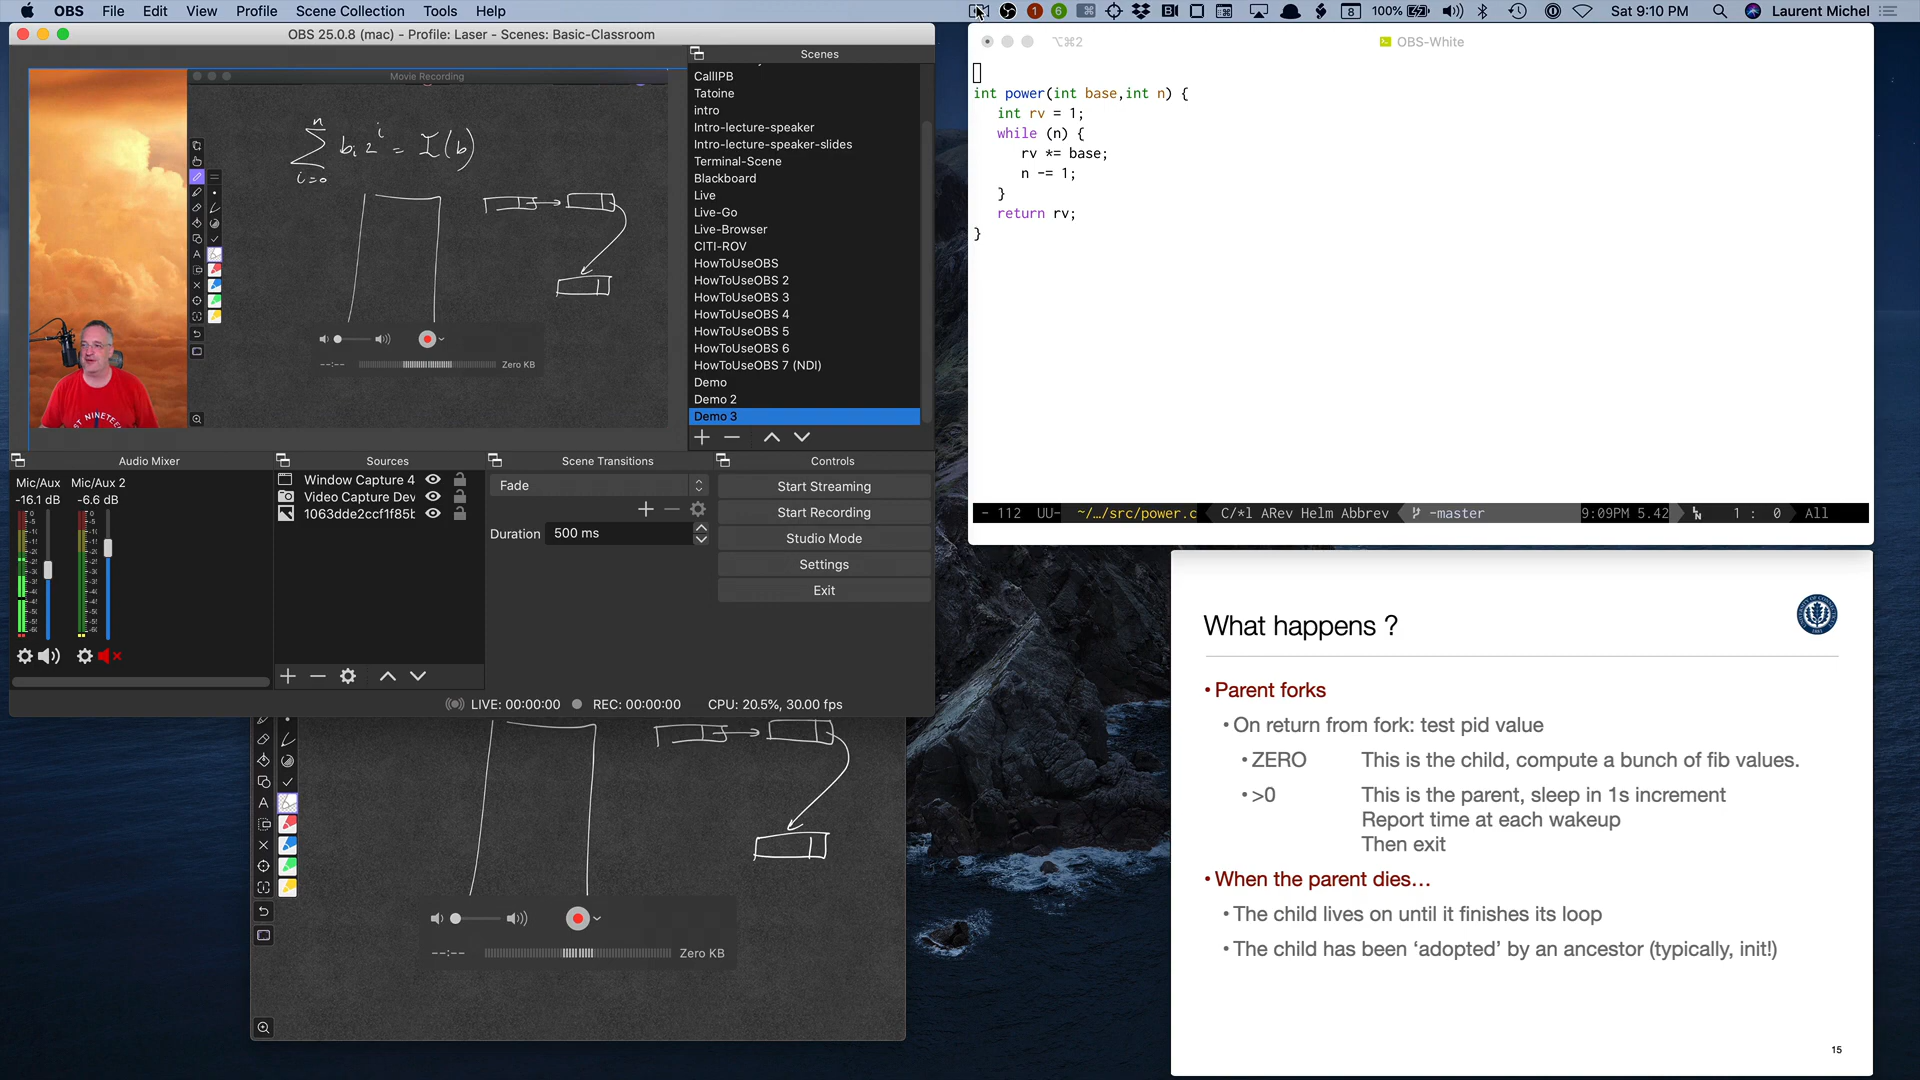 OBS File Edit View Profile Scene Collection Tools Help
1 6 8 100% Sat 9:10 PM Laurent Michel
OBS 25.0.8 (mac) - Profile: Laser - Scenes: Basic-Classroom
Movie Recording
n
∑ bᵢ 2ⁱ = I(b)
i=0
Zero KB
Scenes
CallIPB
Tatoine
intro
Intro-lecture-speaker
Intro-lecture-speaker-slides
Terminal-Scene
Blackboard
Live
Live-Go
Live-Browser
CITI-ROV
HowToUseOBS
HowToUseOBS 2
HowToUseOBS 3
HowToUseOBS 4
HowToUseOBS 5
HowToUseOBS 6
HowToUseOBS 7 (NDI)
Demo
Demo 2
Demo 3
Audio Mixer
Mic/Aux Mic/Aux 2
-16.1 dB -6.6 dB
Sources
Window Capture 4
Video Capture Dev
1063dde2ccf1f85b
Scene Transitions
Fade
Duration 500 ms
Controls
Start Streaming
Start Recording
Studio Mode
Settings
Exit
LIVE: 00:00:00 REC: 00:00:00 CPU: 20.5%, 30.00 fps
--:-- Zero KB
⌥⌘2 OBS-White
int power(int base,int n) {
int rv = 1;
while (n) {
rv *= base;
n -= 1;
}
return rv;
}
- 112 UU- ~/…/src/power.c C/*l ARev Helm Abbrev -master 9:09PM 5.42 1 : 0 All
What happens ?
• Parent forks
• On return from fork: test pid value
• ZERO This is the child, compute a bunch of fib values.
• >0 This is the parent, sleep in 1s increment
Report time at each wakeup
Then exit
• When the parent dies…
• The child lives on until it finishes its loop
• The child has been ‘adopted’ by an ancestor (typically, init!)
15